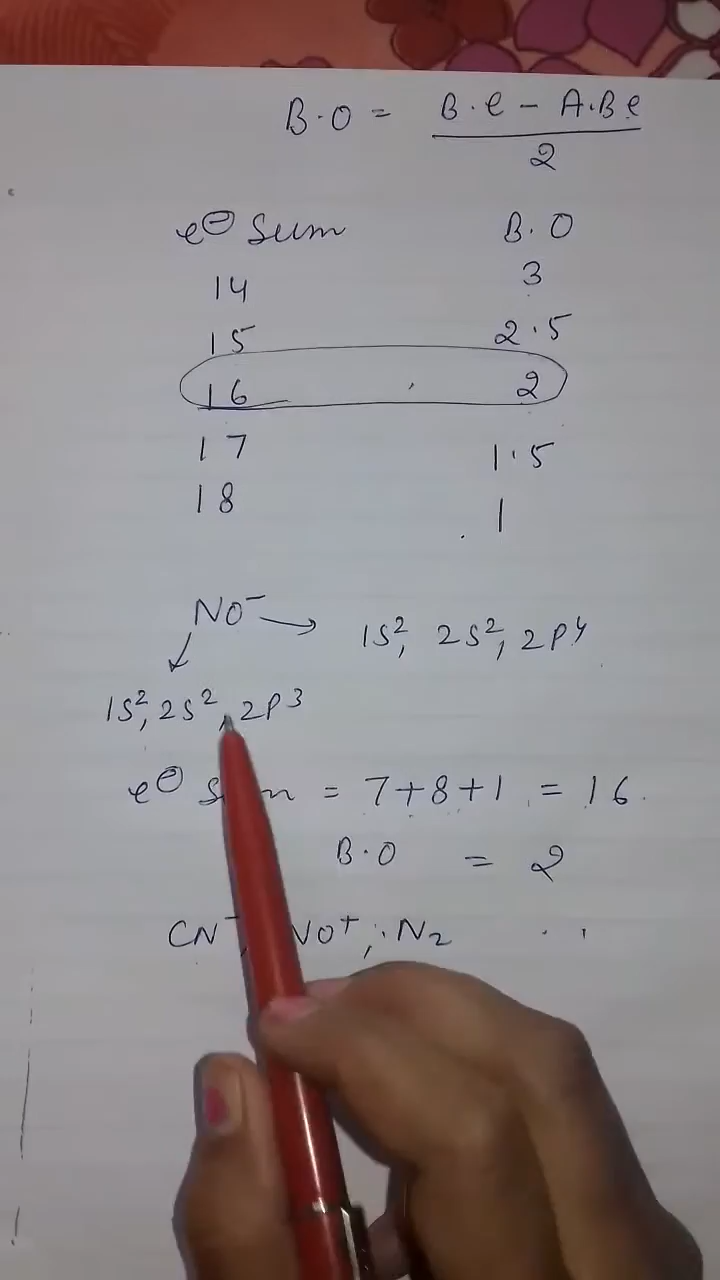 B.O = B.e - A.Be / 2
e⊖ Sum B.O
14 3
15 2.5
16 2
17 1.5
18 1
NO⁻ → 1s², 2s², 2p⁴
1s², 2s², 2p³
e⊖ = 7+8+1 = 16.
B.O = 2
CN⁻, NO⁺, N₂